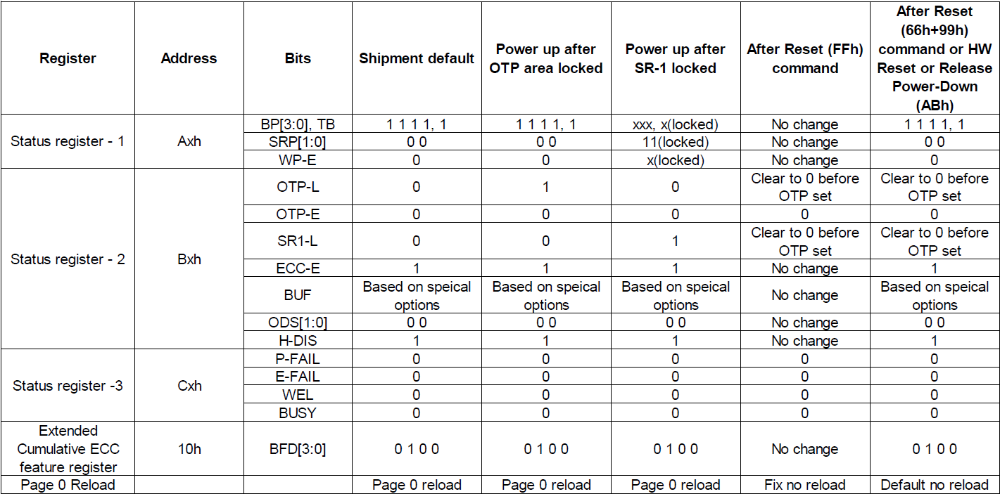 Register Address Bits Shipment default Power up after OTP area locked Power up after SR-1 locked After Reset (FFh) command After Reset (66h+99h) command or HW Reset or Release Power-Down (ABh)
Status register - 1 Axh BP[3:0], TB 1 1 1 1, 1 1 1 1 1, 1 xxx, x(locked) No change 1 1 1 1, 1
SRP[1:0] 0 0 0 0 11(locked) No change 0 0
WP-E 0 0 x(locked) No change 0
Status register - 2 Bxh OTP-L 0 1 0 Clear to 0 before OTP set Clear to 0 before OTP set
OTP-E 0 0 0 0 0
SR1-L 0 0 1 Clear to 0 before OTP set Clear to 0 before OTP set
ECC-E 1 1 1 No change 1
BUF Based on speical options Based on speical options Based on speical options No change Based on speical options
ODS[1:0] 0 0 0 0 0 0 No change 0 0
H-DIS 1 1 1 No change 1
Status register -3 Cxh P-FAIL 0 0 0 0 0
E-FAIL 0 0 0 0 0
WEL 0 0 0 0 0
BUSY 0 0 0 0 0
Extended Cumulative ECC feature register 10h BFD[3:0] 0 1 0 0 0 1 0 0 0 1 0 0 No change 0 1 0 0
Page 0 Reload Page 0 reload Page 0 reload Page 0 reload Fix no reload Default no reload